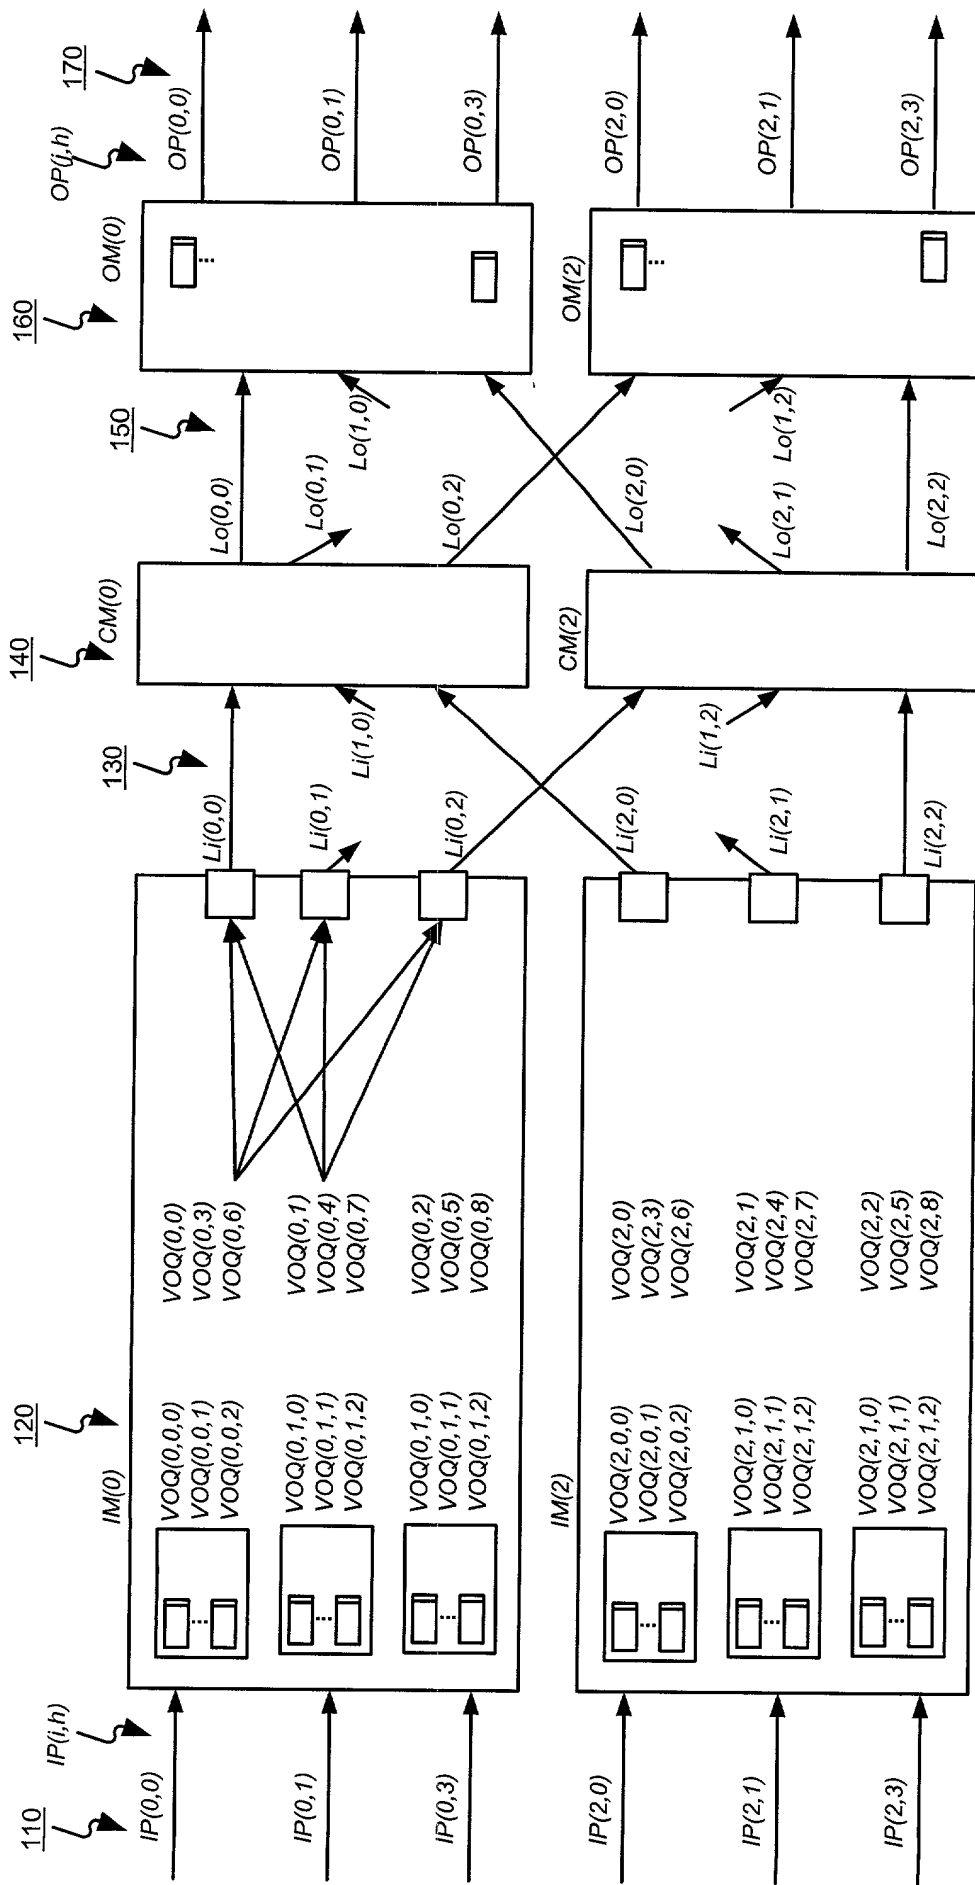 110
IP(i,h)
IP(0,0)
IP(0,1)
IP(0,3)
IP(2,0)
IP(2,1)
IP(2,3)
120
IM(0)
VOQ(0,0,0)
VOQ(0,0,1)
VOQ(0,0,2)
VOQ(0,1,0)
VOQ(0,1,1)
VOQ(0,1,2)
VOQ(0,1,0)
VOQ(0,1,1)
VOQ(0,1,2)
VOQ(0,0)
VOQ(0,3)
VOQ(0,6)
VOQ(0,1)
VOQ(0,4)
VOQ(0,7)
VOQ(0,2)
VOQ(0,5)
VOQ(0,8)
IM(2)
VOQ(2,0,0)
VOQ(2,0,1)
VOQ(2,0,2)
VOQ(2,1,0)
VOQ(2,1,1)
VOQ(2,1,2)
VOQ(2,1,0)
VOQ(2,1,1)
VOQ(2,1,2)
VOQ(2,0)
VOQ(2,3)
VOQ(2,6)
VOQ(2,1)
VOQ(2,4)
VOQ(2,7)
VOQ(2,2)
VOQ(2,5)
VOQ(2,8)
130
Li(0,0)
Li(0,1)
Li(0,2)
Li(2,0)
Li(2,1)
Li(2,2)
Li(1,0)
Li(1,2)
140
CM(0)
CM(2)
150
Lo(0,0)
Lo(0,1)
Lo(0,2)
Lo(2,0)
Lo(2,1)
Lo(2,2)
Lo(1,0)
Lo(1,2)
160
OM(0)
OM(2)
170
OP(j,h)
OP(0,0)
OP(0,1)
OP(0,3)
OP(2,0)
OP(2,1)
OP(2,3)